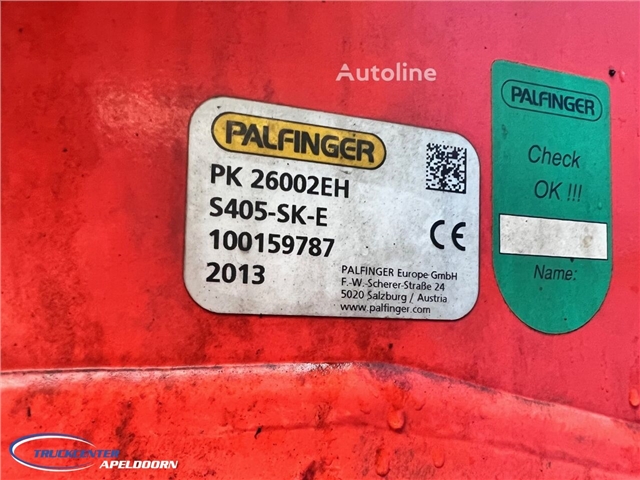 Autoline
PALFINGER
PK 26002EH
S405-SK-E
100159787
2013
CE
PALFINGER Europe GmbH
F.-W.-Scherer-Straße 24
5020 Salzburg / Austria
www.palfinger.com
PALFINGER
Check
OK !!!
Name:
TRUCKCENTER
APELDOORN